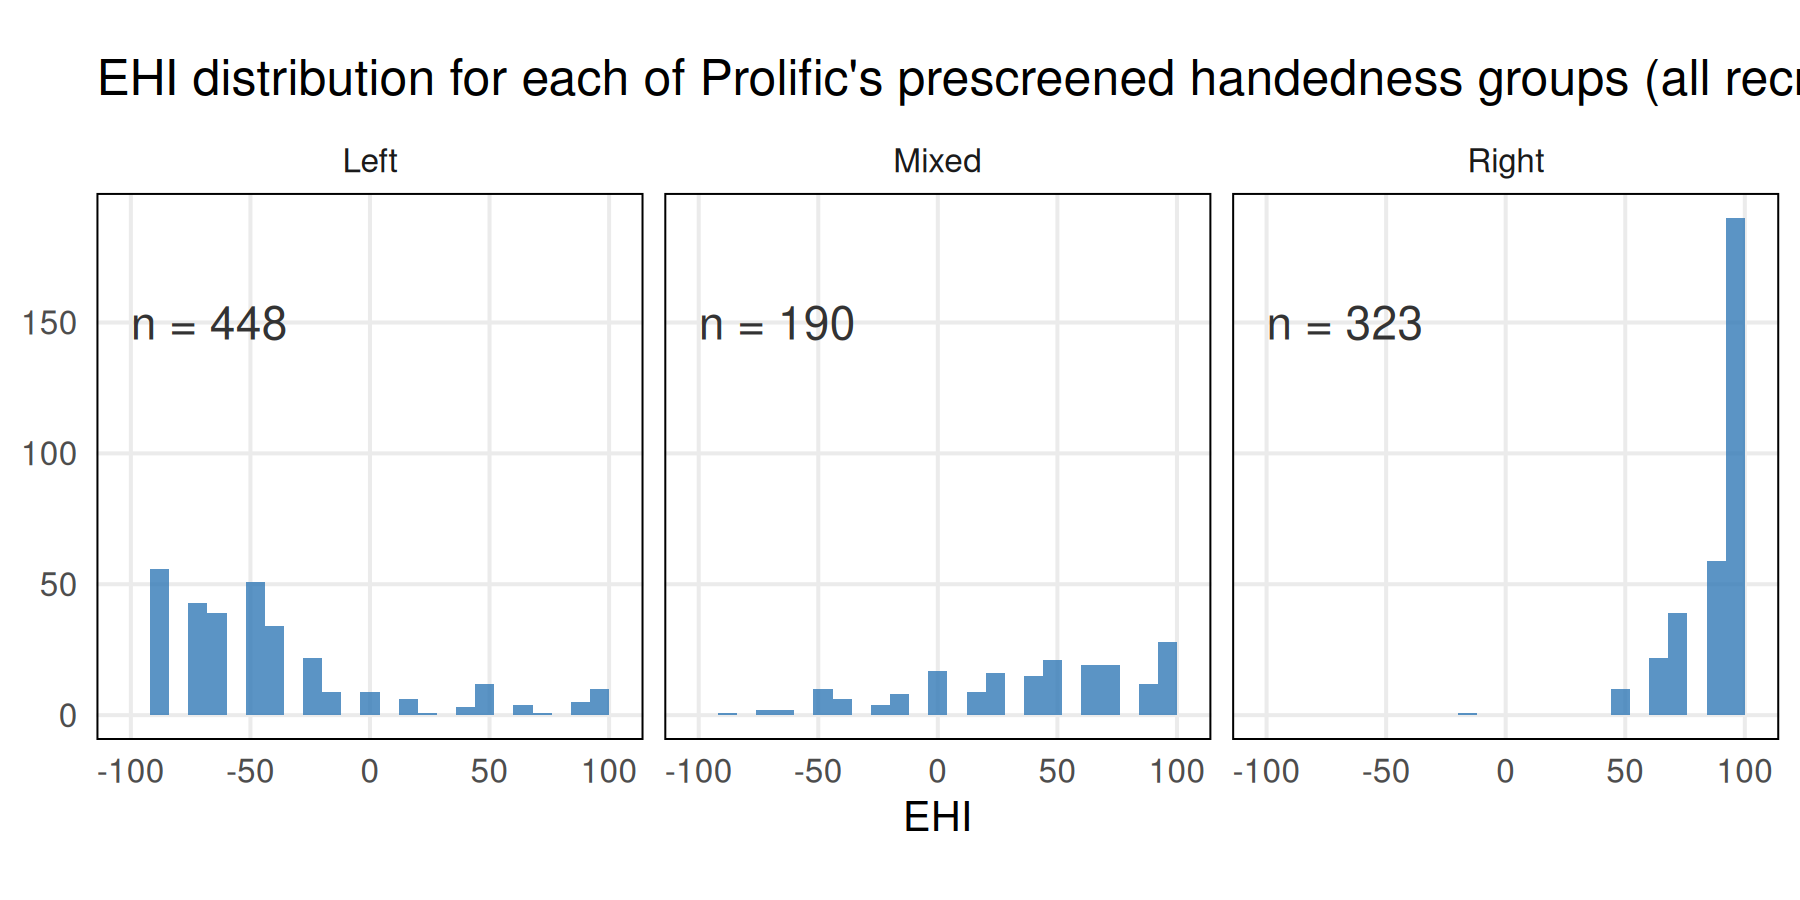 EHI distribution for each of Prolific's prescreened handedness groups (all
Left Mixed Right
150
100
50
0
n = 448 n = 190 n = 323
-100 -50 0 50 100 -100 -50 0 50 100 -100 -50 0 50 100
EHI